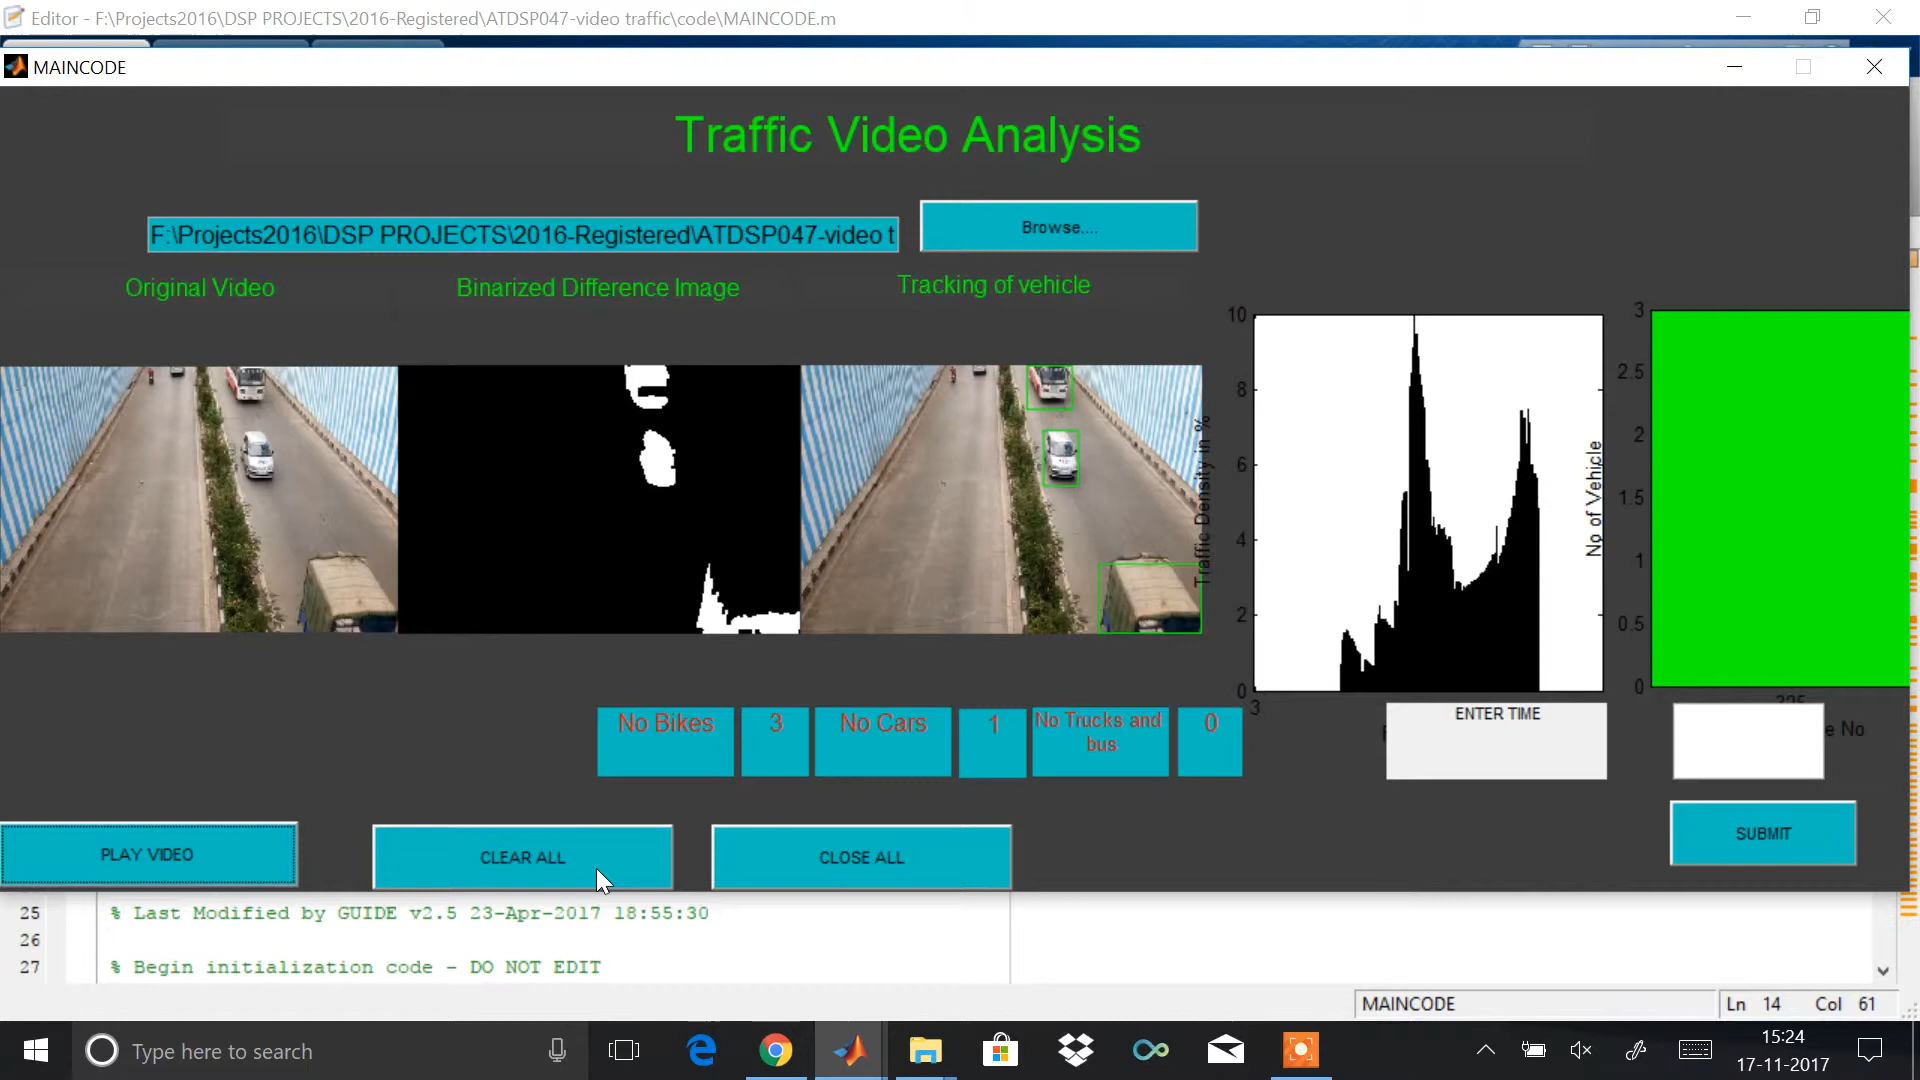 Editor - F:\Projects2016\DSP PROJECTS\2016-Registered\ATDSP047-video traffic\code\MAINCODE.m
MAINCODE
Traffic Video Analysis
F:\Projects2016\DSP PROJECTS\2016-Registered\ATDSP047-video t
Browse....
Original Video
Binarized Difference Image
Tracking of vehicle
10
8
6
4
2
0
3
Traffic Density in %
3
2.5
2
1.5
1
0.5
0
No of Vehicle
e No
No Bikes
3
No Cars
1
No Trucks and
bus
0
ENTER TIME
PLAY VIDEO
CLEAR ALL
CLOSE ALL
SUBMIT
25 % Last Modified by GUIDE v2.5 23-Apr-2017 18:55:30
26
27 % Begin initialization code - DO NOT EDIT
MAINCODE
Ln 14 Col 61
Type here to search
15:24
17-11-2017